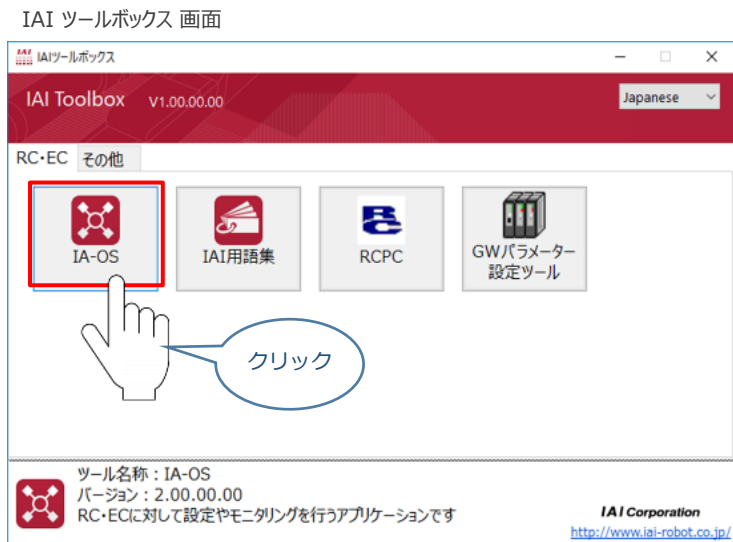 IAI ツールボックス 画面
IAIツールボックス
IAI Toolbox V1.00.00.00
Japanese
RC・EC その他
IA-OS
IAI用語集
RCPC
GWパラメーター
設定ツール
クリック
ツール名称：IA-OS
バージョン：2.00.00.00
RC・ECに対して設定やモニタリングを行うアプリケーションです
IAI Corporation
http://www.iai-robot.co.jp/